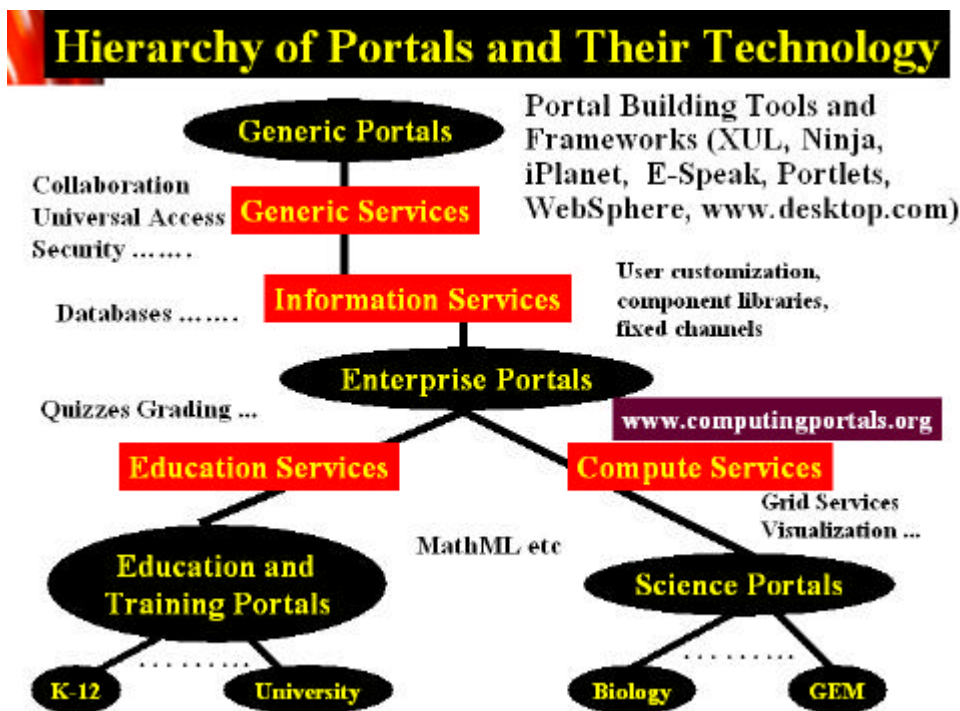 Hierarchy of Portals and Their Technology
Generic Portals
Portal Building Tools and
Frameworks (XUL, Ninja,
iPlanet, E-Speak, Portlets,
WebSphere, www.desktop.com)
Collaboration
Universal Access
Security .......
Generic Services
Databases .......
Information Services
User customization,
component libraries,
fixed channels
Enterprise Portals
Quizzes Grading ...
www.computingportals.org
Education Services
Compute Services
Grid Services
Visualization ...
MathML etc
Education and
Training Portals
Science Portals
. . . . . . . . .
. . . . . . . . .
K-12
University
Biology
GEM